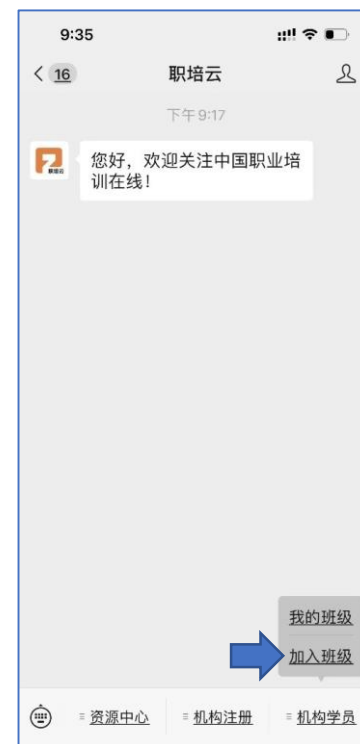 9:35
16
职培云
下午9:17
您好，欢迎关注中国职业培
训在线！
我的班级
加入班级
资源中心
机构注册
机构学员